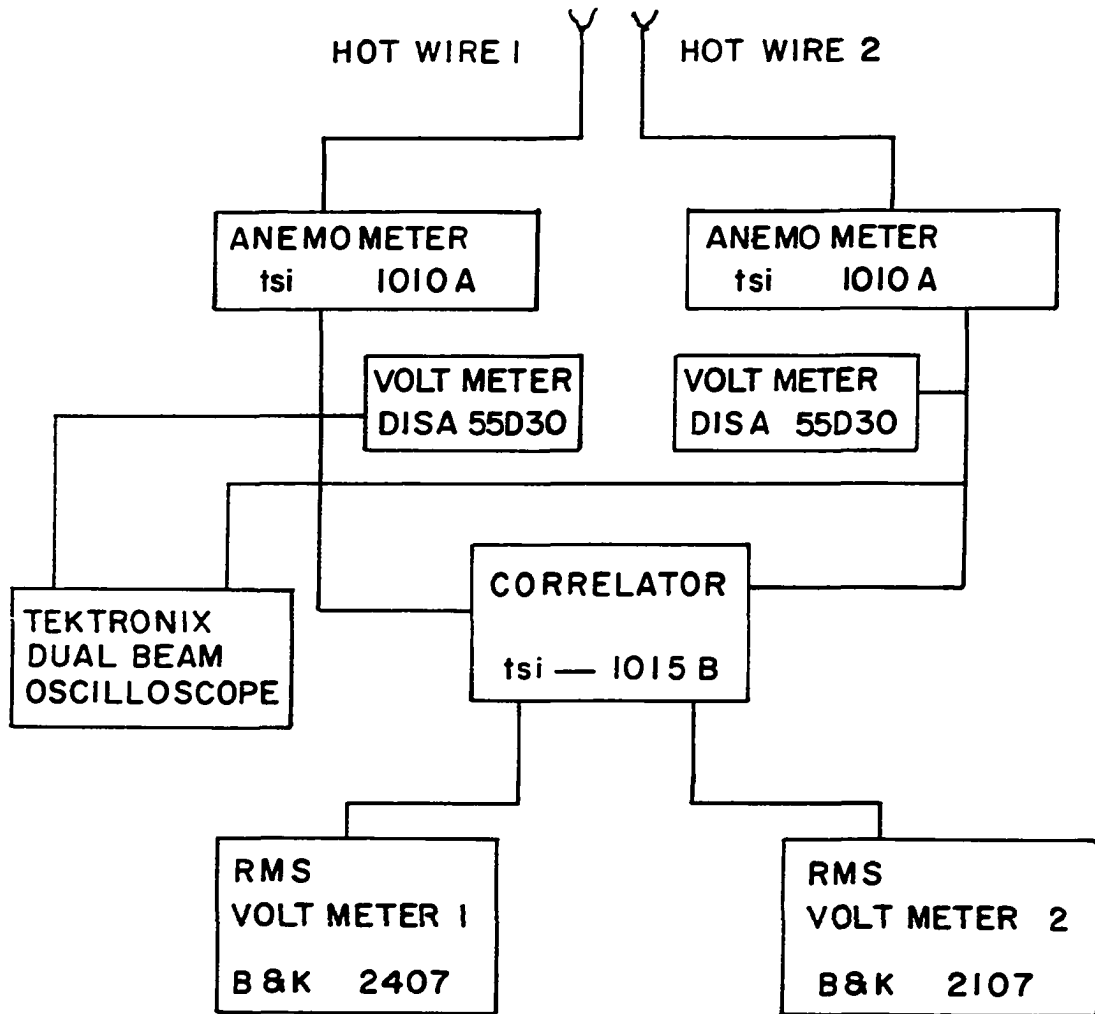 HOT WIRE 1
HOT WIRE 2
ANEMOMETER
tsi 1010A
ANEMOMETER
tsi 1010A
VOLT METER
DISA 55D30
VOLT METER
DISA 55D30
CORRELATOR
tsi — 1015 B
TEKTRONIX
DUAL BEAM
OSCILLOSCOPE
RMS
VOLT METER 1
B&K 2407
RMS
VOLT METER 2
B&K 2107